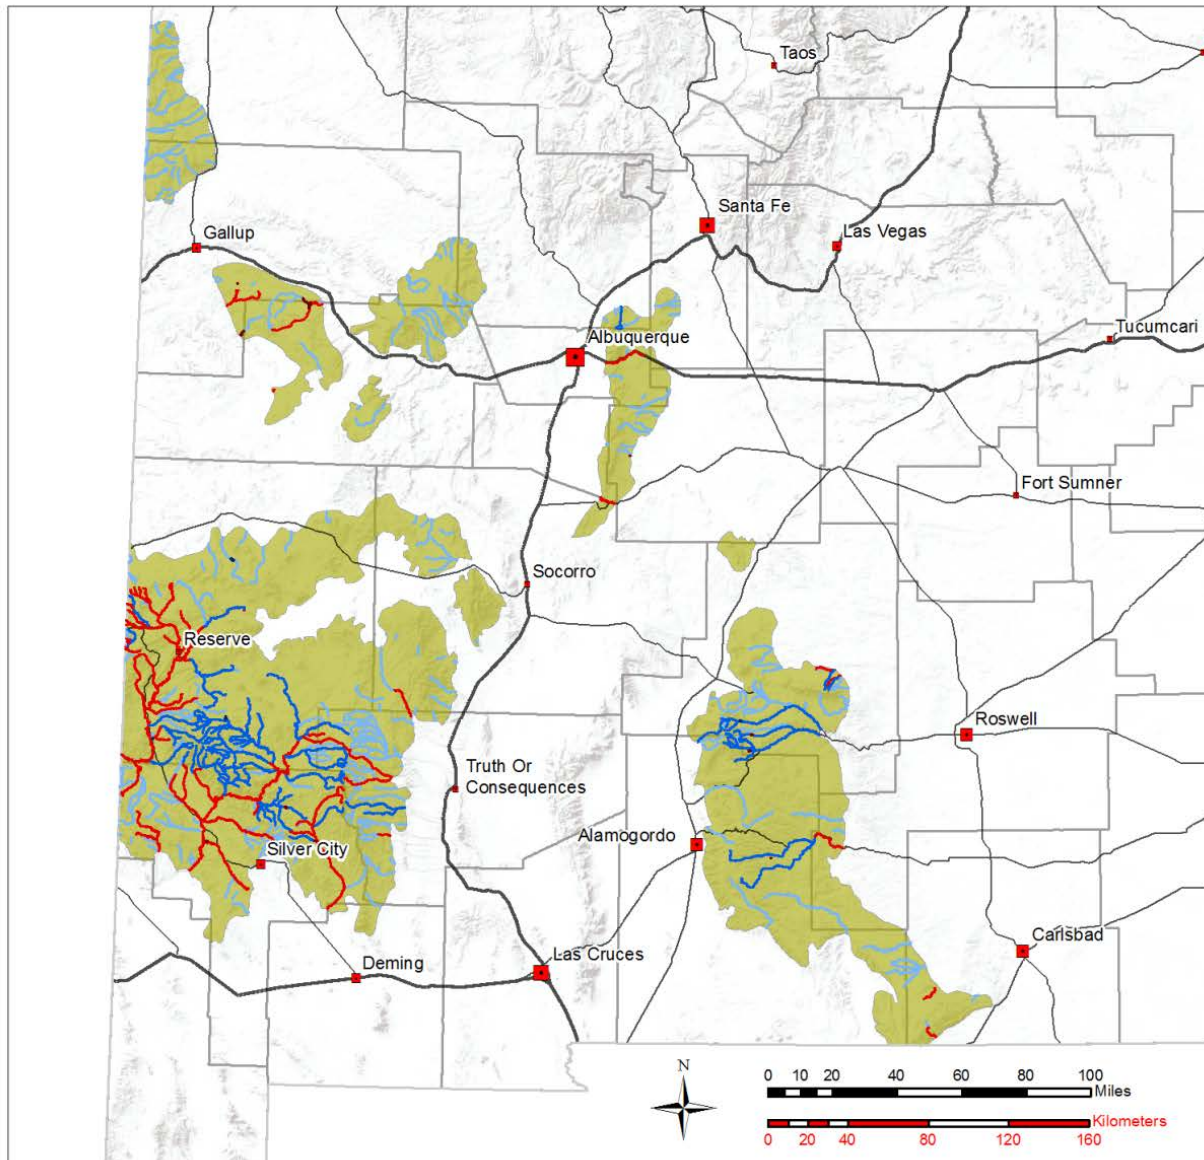 Taos
Santa Fe
Las Vegas
Gallup
Tucumcari
Albuquerque
Fort Sumner
Socorro
Reserve
Roswell
Truth Or
Consequences
Alamogordo
Silver City
Carlsbad
Las Cruces
Deming
N
0 10 20 40 60 80 100
Miles
Kilometers
0 20 40 80 120 160